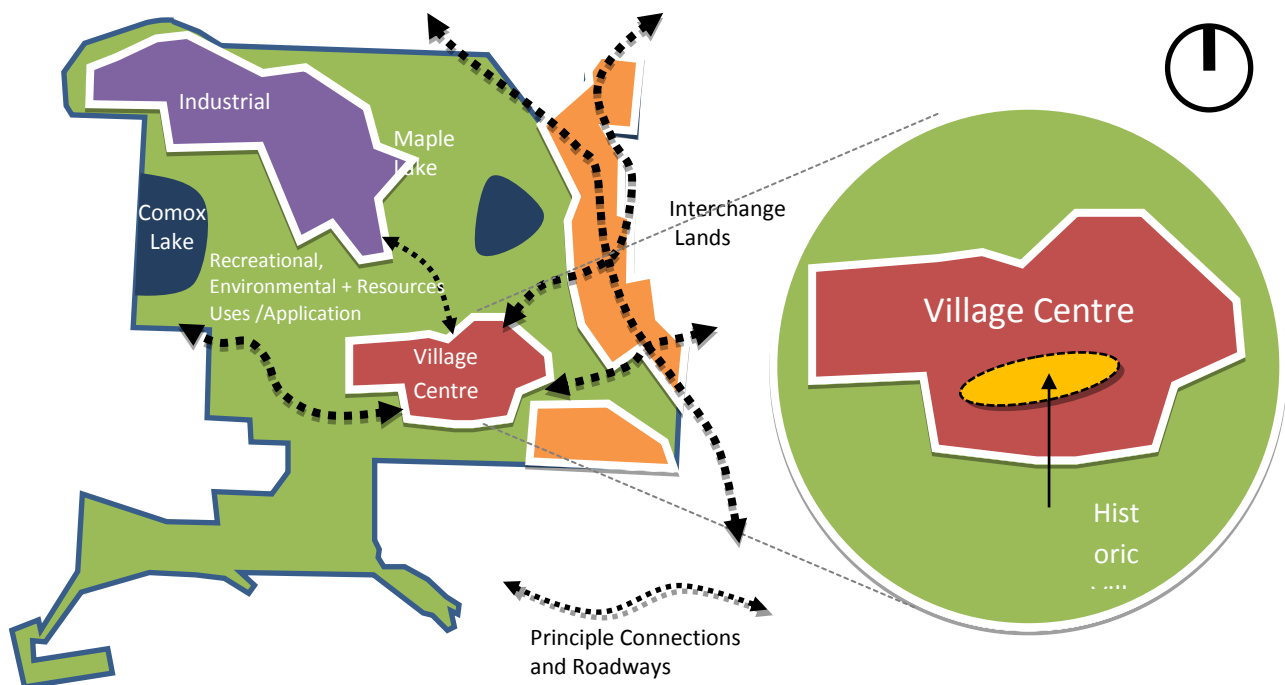 Industrial
Maple
Lake
Comox
Lake
Interchange
Lands
Recreational,
Environmental + Resources
Uses /Application
Village
Centre
Village Centre
Hist
oric
Principle Connections
and Roadways